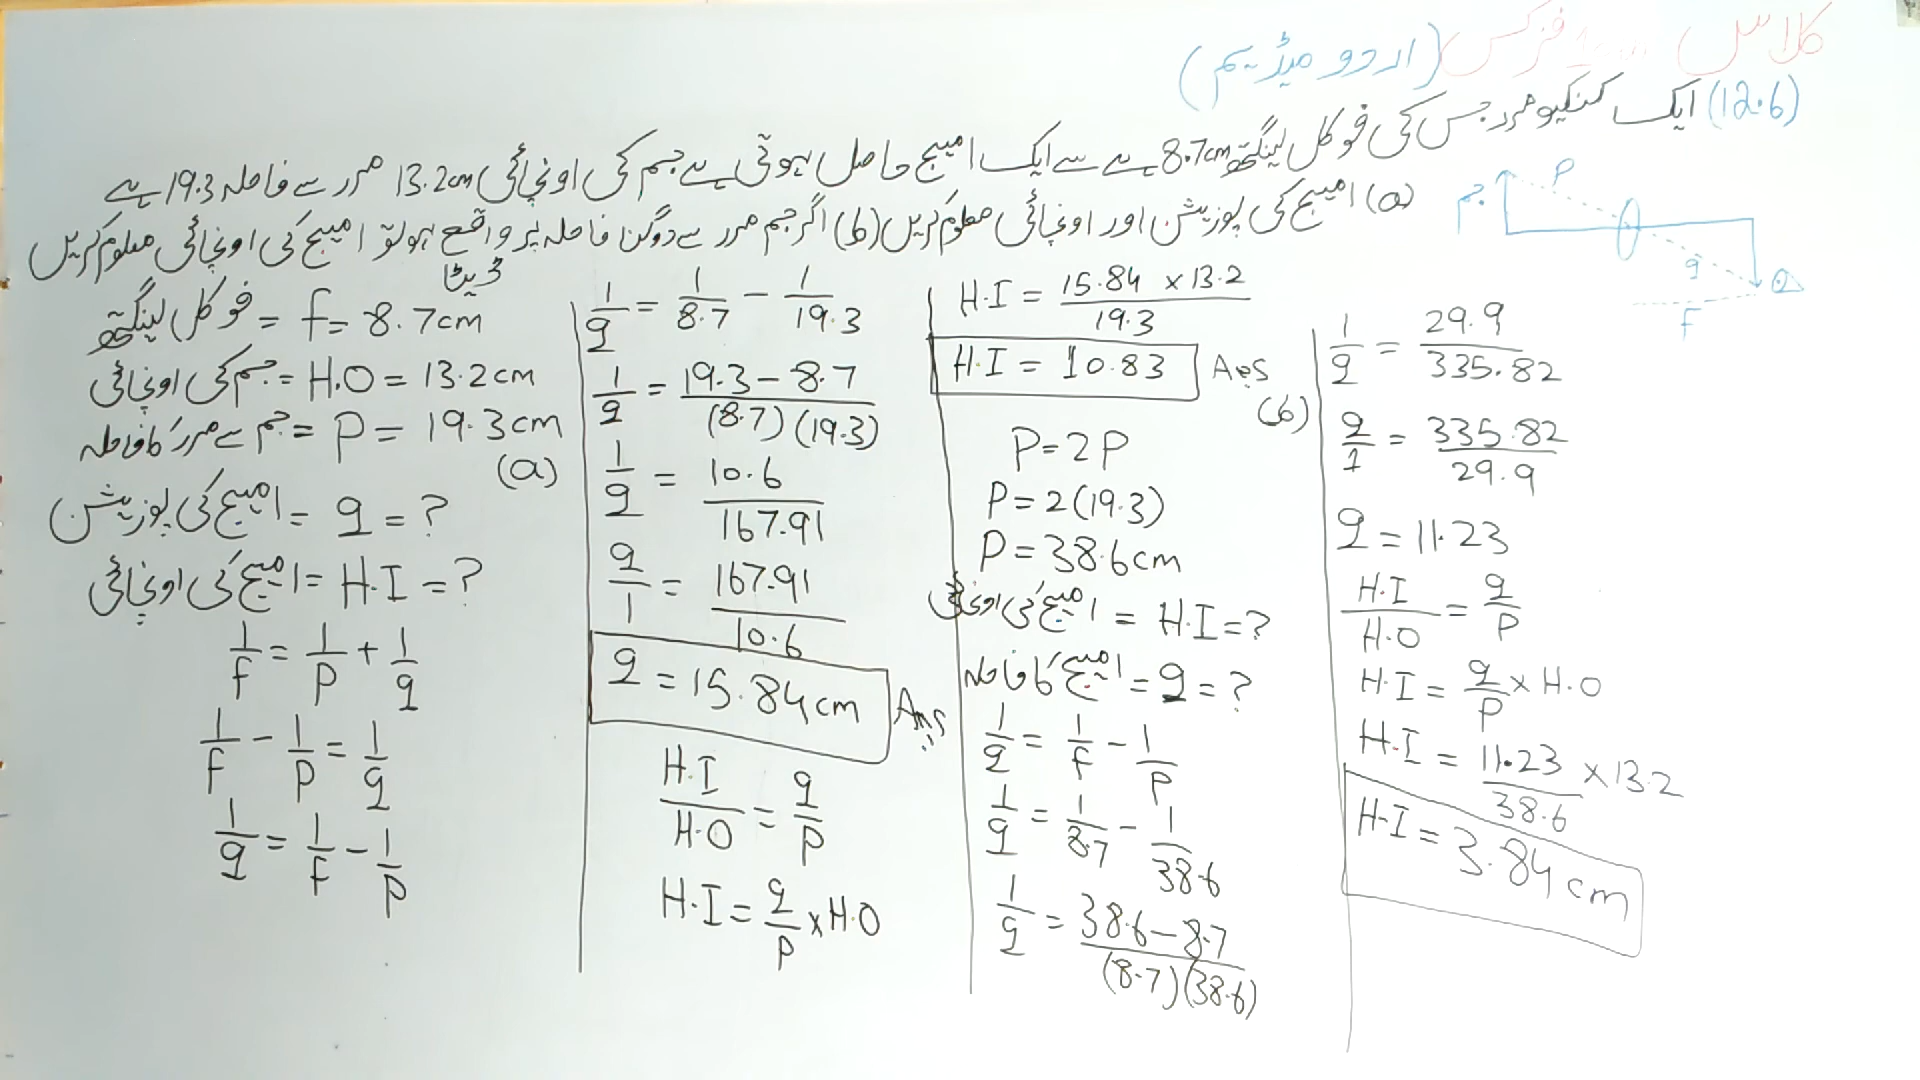 کلاس 10th فزکس (اردو میڈیم)
(12.6) ایک کنکیو مرر جس کی فوکل لینگتھ 8.7cm ہے سے ایک امیج حاصل ہوتی ہے جسم کی اونچائی 13.2cm مرر سے فاصلہ 19.3 ہے
(a) امیج کی پوزیشن اور اونچائی معلوم کریں (b) اگر جسم مرر سے دوگنا فاصلہ پر واقع ہو تو امیج کی اونچائی معلوم کریں
ڈیٹا
فوکل لینگتھ = f = 8.7cm
جسم کی اونچائی = H.O = 13.2cm
جسم سے مرر کا فاصلہ = P = 19.3cm
(a)
امیج کی پوزیشن = q = ?
امیج کی اونچائی = H.I = ?
1/f = 1/P + 1/q
1/f - 1/P = 1/q
1/q = 1/f - 1/P
1/q = 1/8.7 - 1/19.3
1/q = 19.3 - 8.7/(8.7)(19.3)
1/q = 10.6/167.91
q/1 = 167.91/10.6
q = 15.84cm Ans
H.I/H.O = q/P
H.I = q/P x H.O
H.I = 15.84 x 13.2/19.3
H.I = 10.83 Ans
(b)
P = 2P
P = 2(19.3)
P = 38.6cm
امیج کی اونچائی = H.I = ?
امیج کا فاصلہ = q = ?
1/q = 1/f - 1/P
1/q = 1/8.7 - 1/38.6
1/q = 38.6 - 8.7/(8.7)(38.6)
1/q = 29.9/335.82
q/1 = 335.82/29.9
q = 11.23
H.I/H.O = q/P
H.I = q/P x H.O
H.I = 11.23/38.6 x 13.2
H.I = 3.84cm
جسم
P
q
F